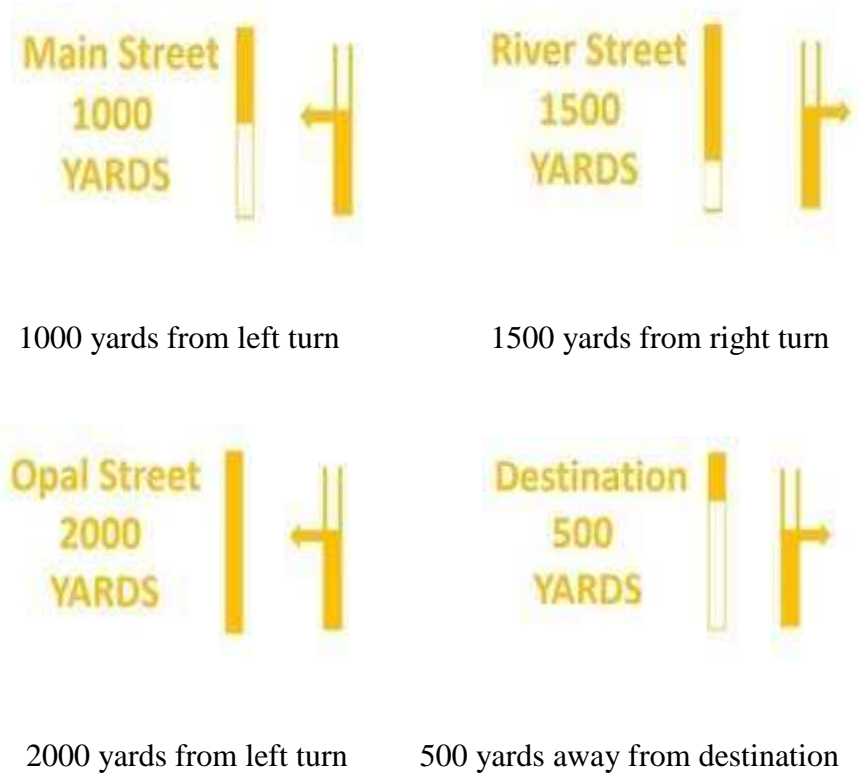 Main Street
1000
YARDS
River Street
1500
YARDS
1000 yards from left turn
1500 yards from right turn
Opal Street
2000
YARDS
Destination
500
YARDS
2000 yards from left turn
500 yards away from destination